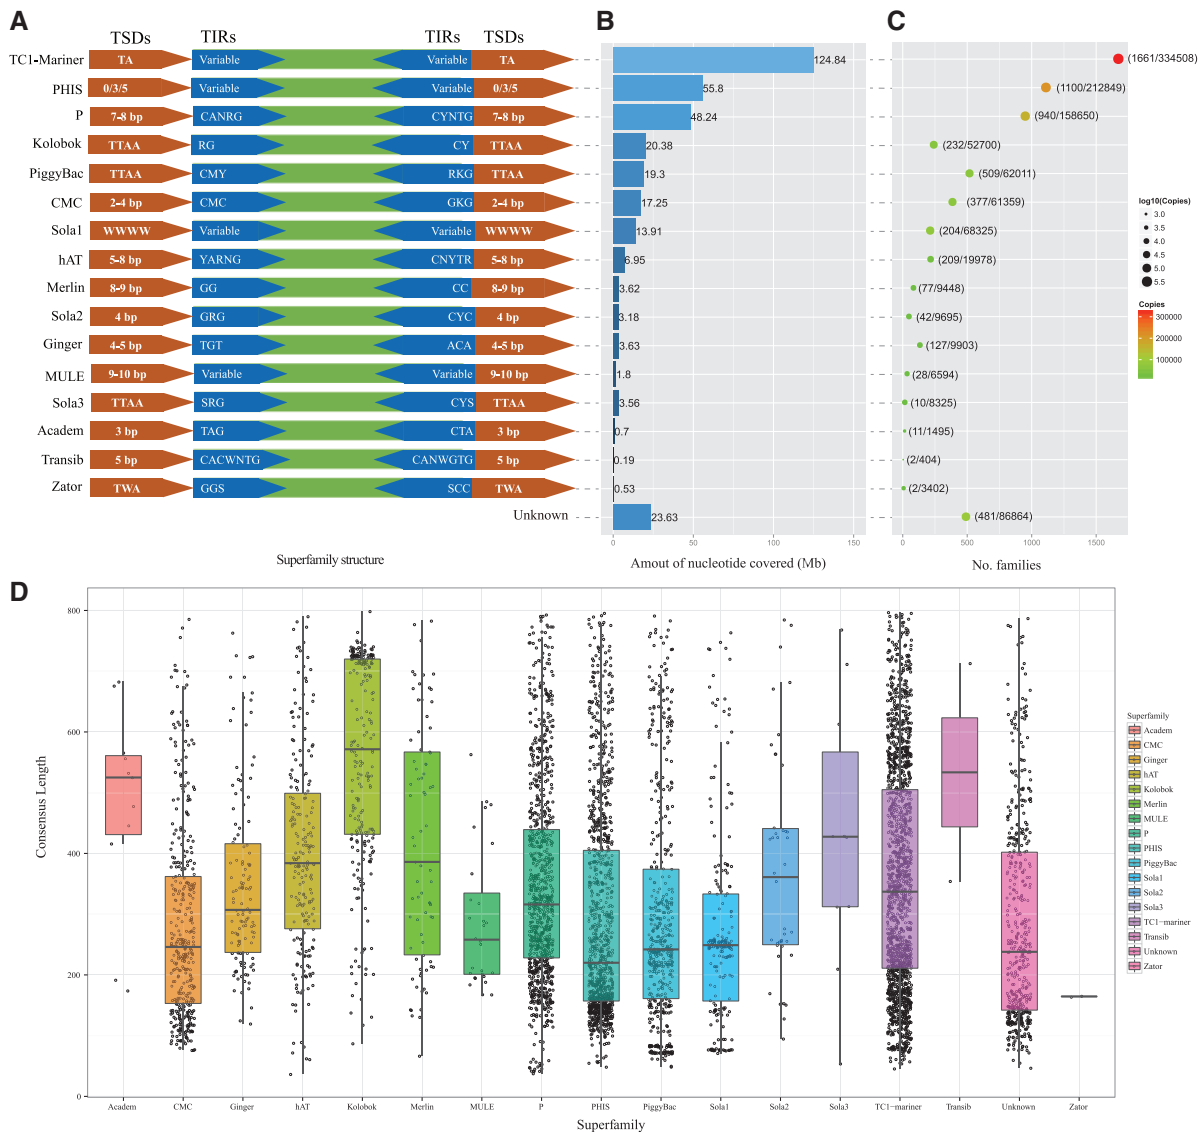 A
B
C
TSDs TIRs TIRs TSDs
TC1-Mariner TA Variable Variable TA 124.84 (1661/334508)
PHIS 0/3/5 Variable Variable 0/3/5 55.8 (1100/212849)
P 7-8 bp CANRG CYNTG 7-8 bp 48.24 (940/158650)
Kolobok TTAA RG CY TTAA 20.38 (232/52700)
PiggyBac TTAA CMY RKG TTAA 19.3 (509/62011)
CMC 2-4 bp CMC GKG 2-4 bp 17.25 (377/61359)
Sola1 WWWW Variable Variable WWWW 13.91 (204/68325)
hAT 5-8 bp YARNG CNYTR 5-8 bp 6.95 (209/19978)
Merlin 8-9 bp GG CC 8-9 bp 3.62 (77/9448)
Sola2 4 bp GRG CYC 4 bp 3.18 (42/9695)
Ginger 4-5 bp TGT ACA 4-5 bp 3.63 (127/9903)
MULE 9-10 bp Variable Variable 9-10 bp 1.8 (28/6594)
Sola3 TTAA SRG CYS TTAA 3.56 (10/8325)
Academ 3 bp TAG CTA 3 bp 0.7 (11/1495)
Transib 5 bp CACWNTG CANWGTG 5 bp 0.19 (2/404)
Zator TWA GGS SCC TWA 0.53 (2/3402)
Unknown 23.63 (481/86864)
log10(Copies)
3.0
3.5
4.0
4.5
5.0
5.5
Copies
300000
200000
100000
0 50 100 150
0 500 1000 1500
Superfamily structure
Amout of nucleotide covered (Mb)
No. families
D
800
600
400
200
0
Consensus Length
Academ CMC Ginger hAT Kolobok Merlin MULE P PHIS PiggyBac Sola1 Sola2 Sola3 TC1-mariner Transib Unknown Zator
Superfamily
Superfamily
Academ
CMC
Ginger
hAT
Kolobok
Merlin
MULE
P
PHIS
PiggyBac
Sola1
Sola2
Sola3
TC1-mariner
Transib
Unknown
Zator